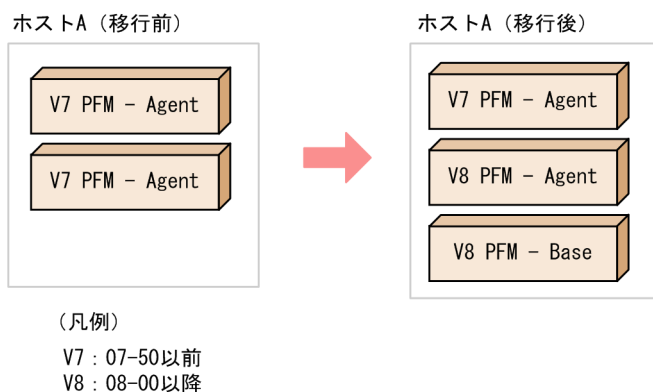 ホストA（移行前）
V7 PFM - Agent
V7 PFM - Agent
ホストA（移行後）
V7 PFM - Agent
V8 PFM - Agent
V8 PFM - Base
（凡例）
V7：07-50以前
V8：08-00以降